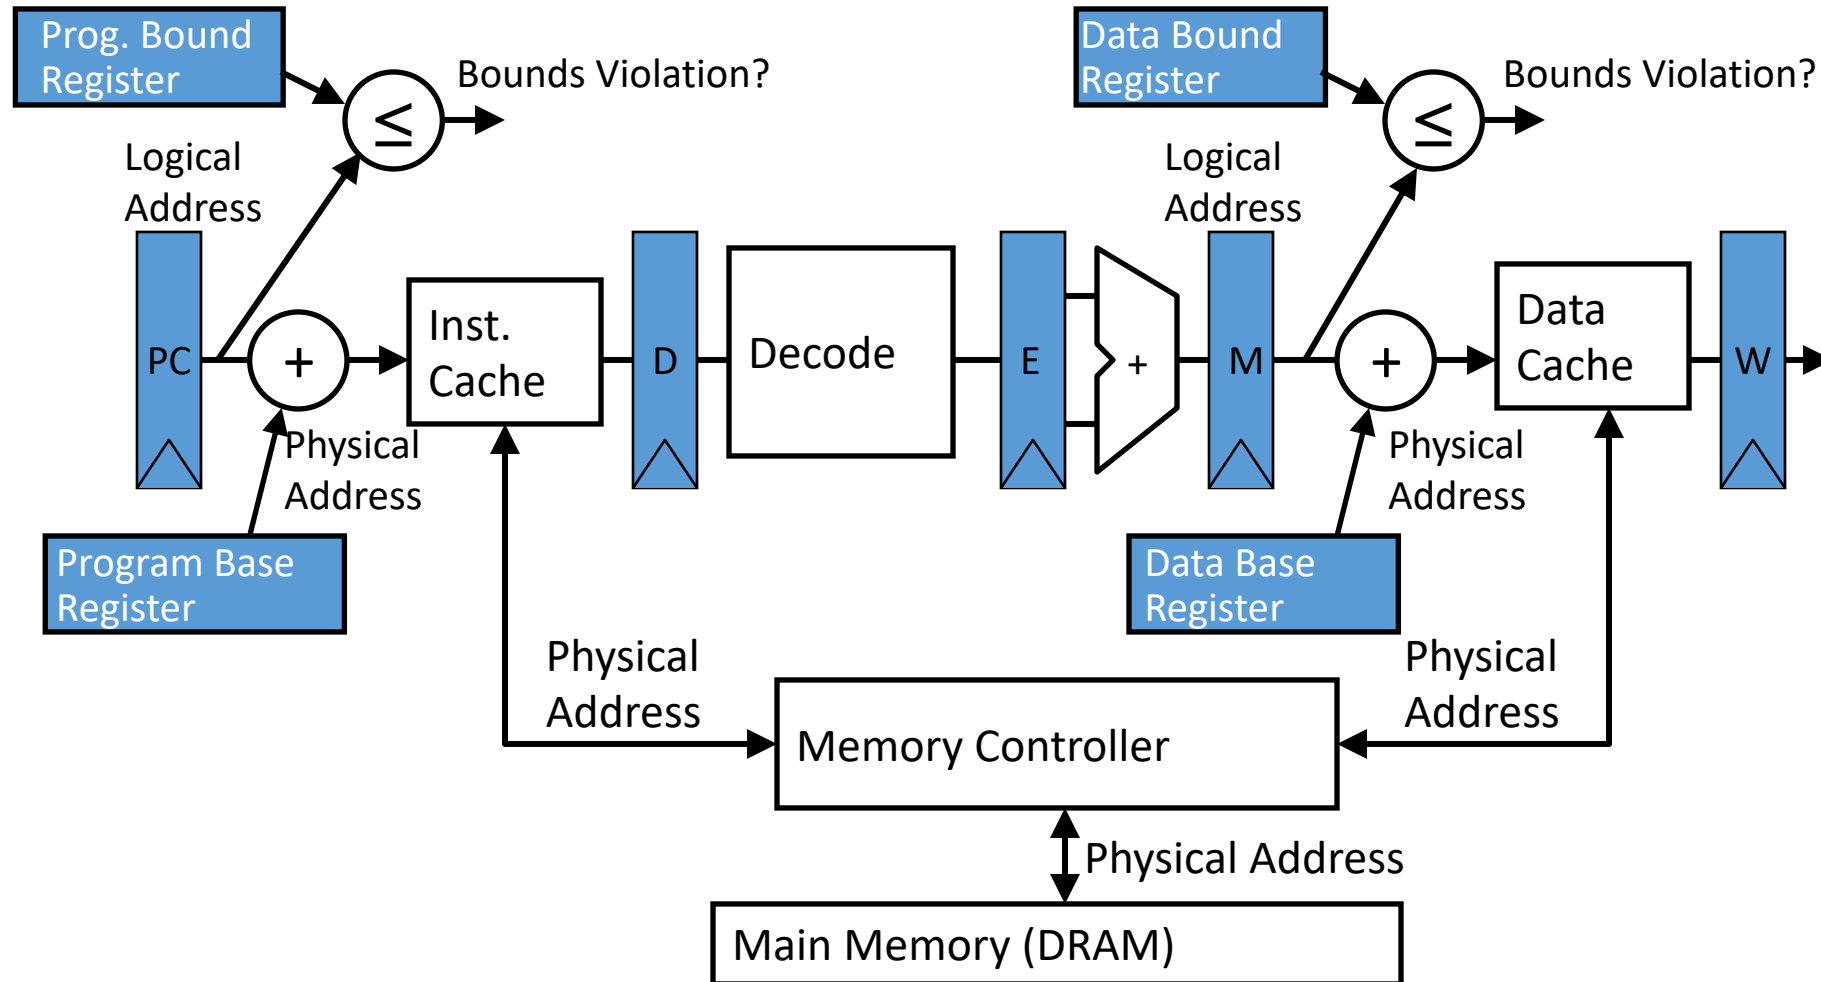 Prog. Bound
Register
Bounds Violation?
≤
Logical
Address
Data Bound
Register
Bounds Violation?
≤
Logical
Address
PC
+
Inst.
Cache
D
Decode
E
+
M
+
Data
Cache
W
Physical
Address
Program Base
Register
Physical
Address
Data Base
Register
Physical
Address
Physical
Address
Memory Controller
Physical Address
Main Memory (DRAM)